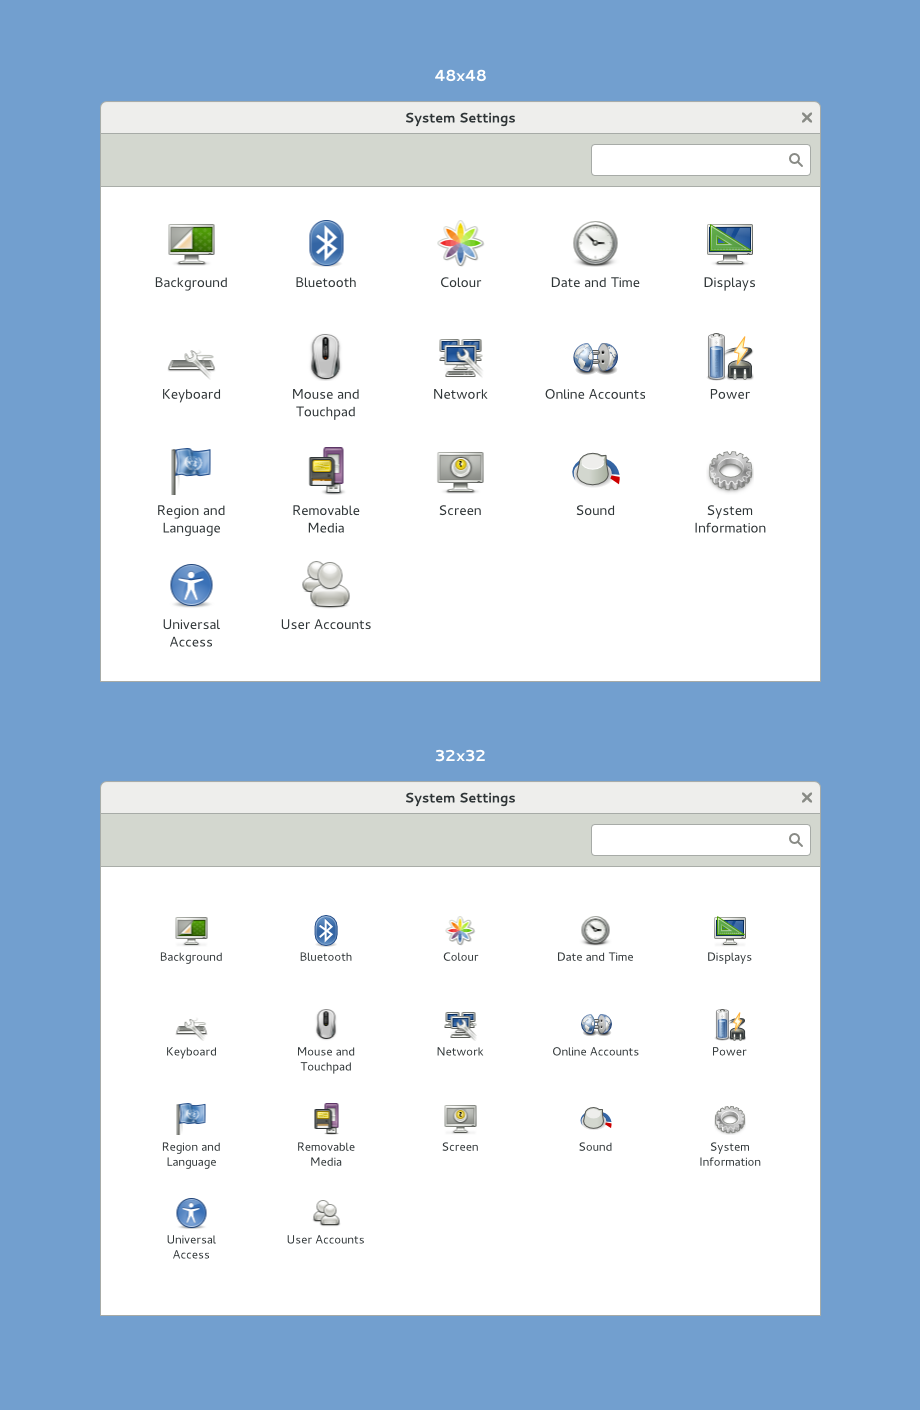 48x48
System Settings
Background
Bluetooth
Colour
Date and Time
Displays
Keyboard
Mouse and
Touchpad
Network
Online Accounts
Power
Region and
Language
Removable
Media
Screen
Sound
System
Information
Universal
Access
User Accounts
32x32
System Settings
Background
Bluetooth
Colour
Date and Time
Displays
Keyboard
Mouse and
Touchpad
Network
Online Accounts
Power
Region and
Language
Removable
Media
Screen
Sound
System
Information
Universal
Access
User Accounts